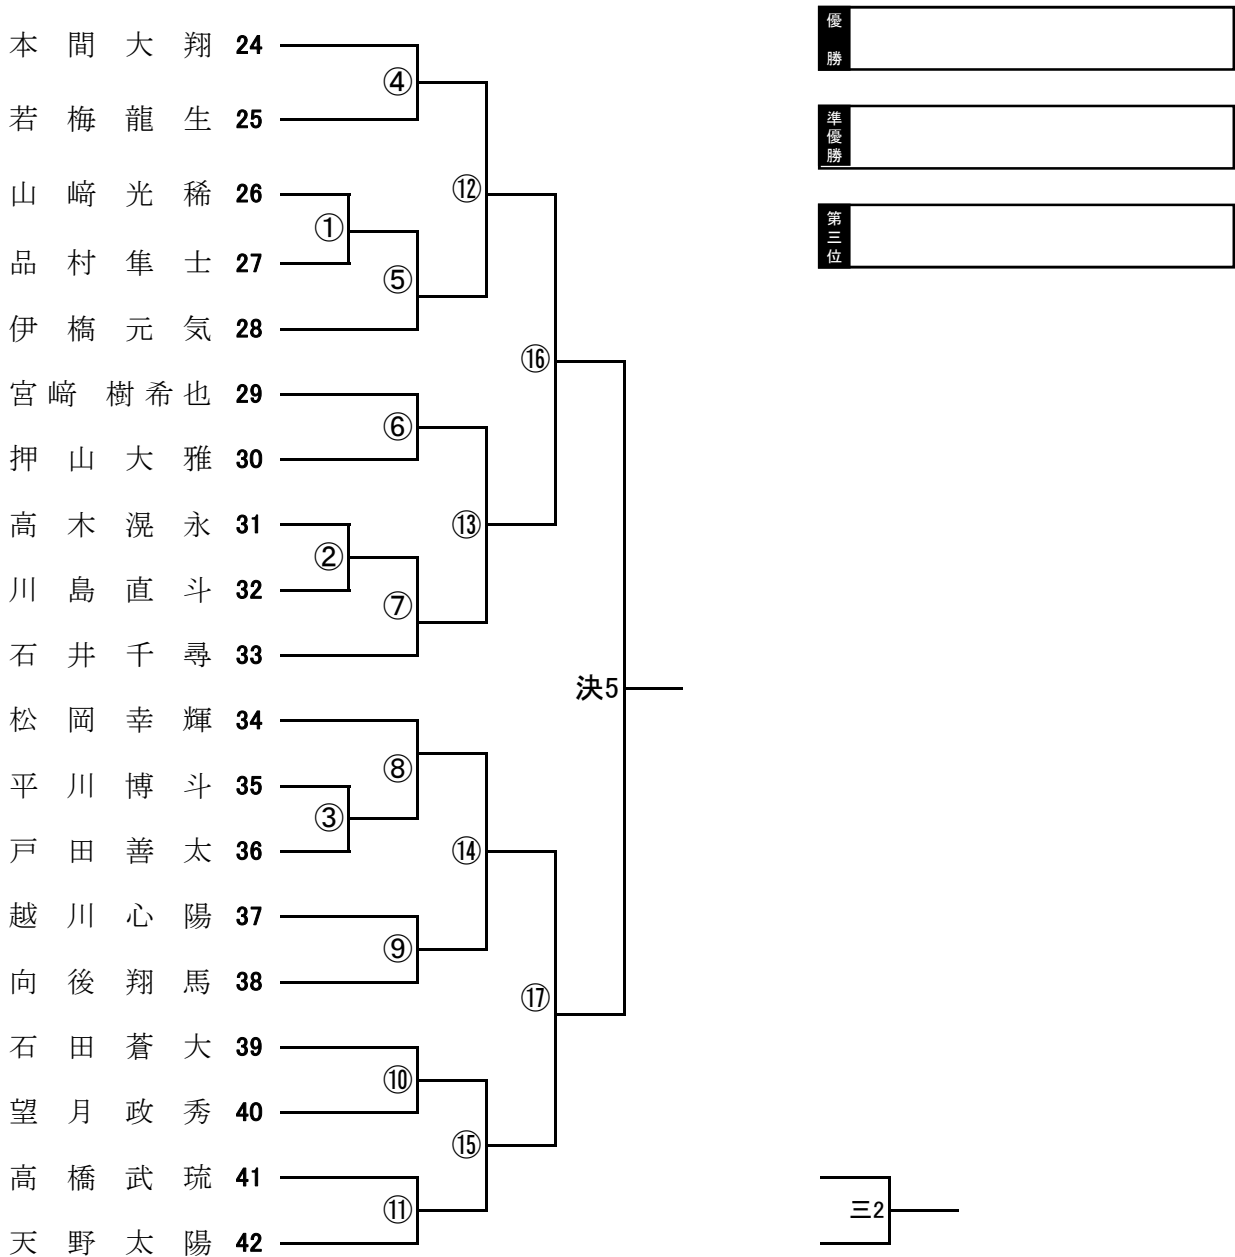 本間大翔 24
若梅龍生 25
山﨑光稀 26
品村隼士 27
伊橋元気 28
宮﨑樹希也 29
押山大雅 30
高木滉永 31
川島直斗 32
石井千尋 33
松岡幸輝 34
平川博斗 35
戸田善太 36
越川心陽 37
向後翔馬 38
石田蒼大 39
望月政秀 40
高橋武琉 41
天野太陽 42
①
②
③
④
⑤
⑥
⑦
⑧
⑨
⑩
⑪
⑫
⑬
⑭
⑮
⑯
⑰
決5
優勝
準優勝
第三位
三2